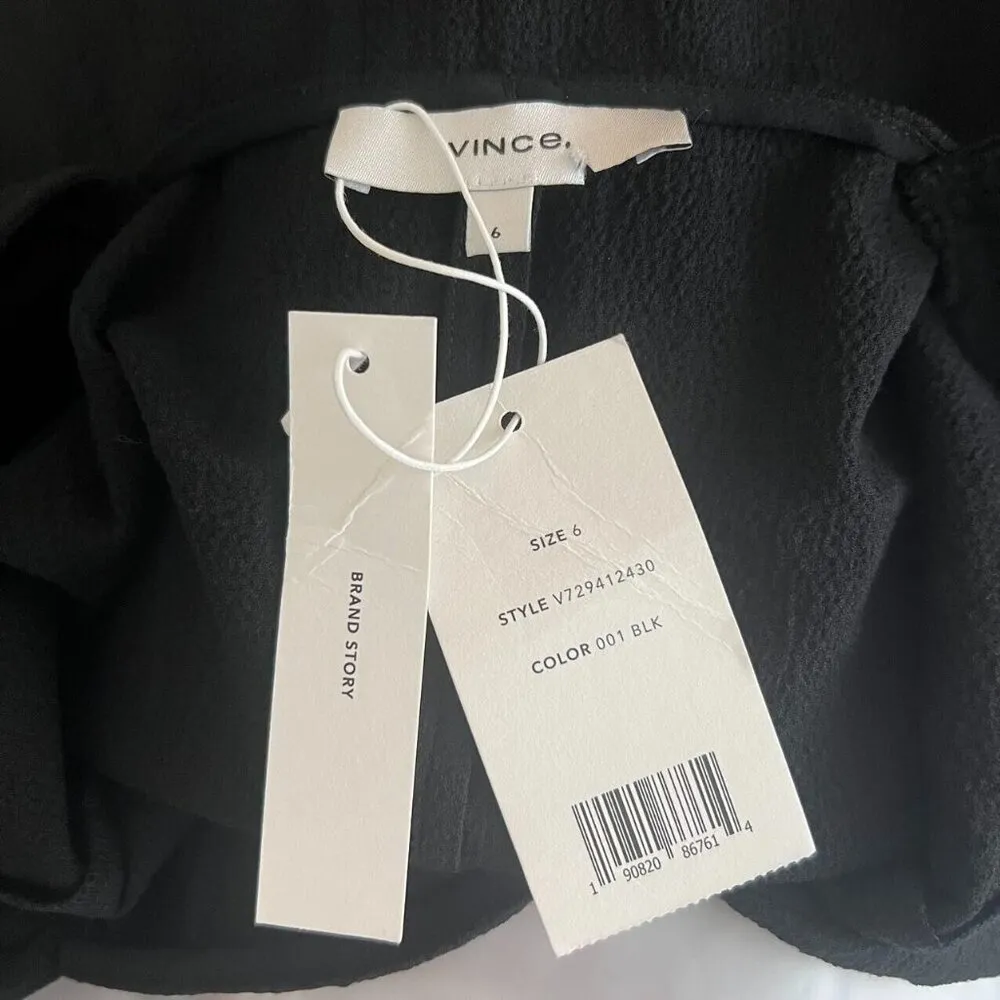 VINCe.
6
BRAND STORY
SIZE 6
STYLE V729412430
COLOR 001 BLK
1 90820 86761 4